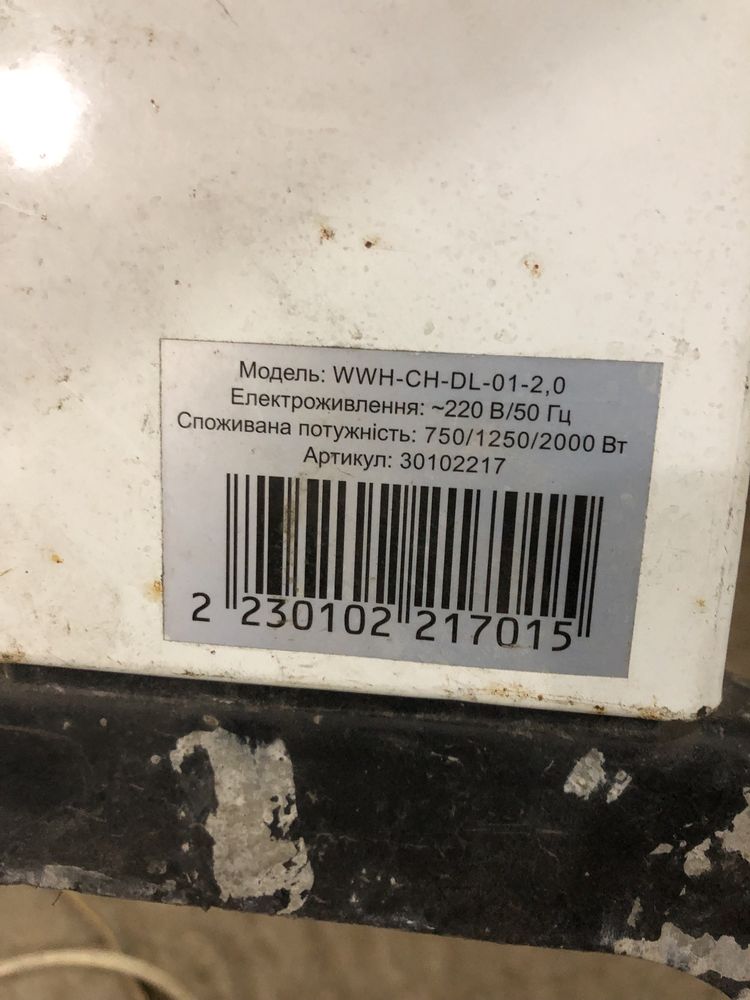 Модель: WWH-CH-DL-01-2,0
Електроживлення: ~220 В/50 Гц
Споживана потужність: 750/1250/2000 Вт
Артикул: 30102217
2 230102 217015